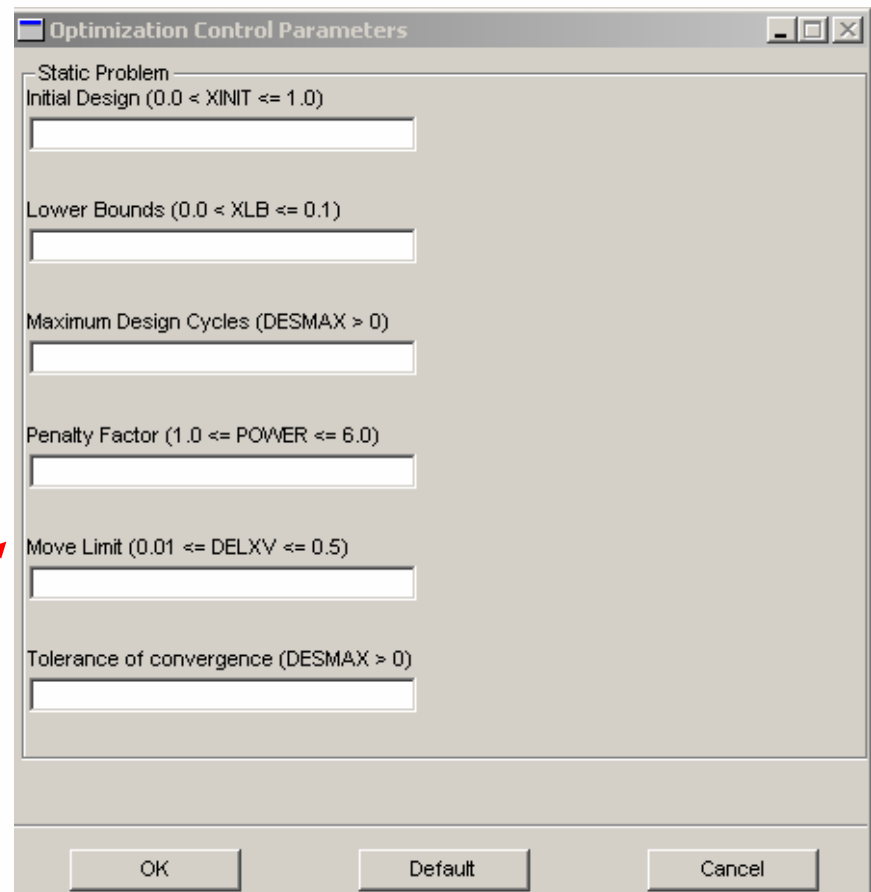 Optimization Control Parameters
Static Problem
Initial Design (0.0 < XINIT <= 1.0)
Lower Bounds (0.0 < XLB <= 0.1)
Maximum Design Cycles (DESMAX > 0)
Penalty Factor (1.0 <= POWER <= 6.0)
Move Limit (0.01 <= DELXV <= 0.5)
Tolerance of convergence (DESMAX > 0)
OK Default Cancel